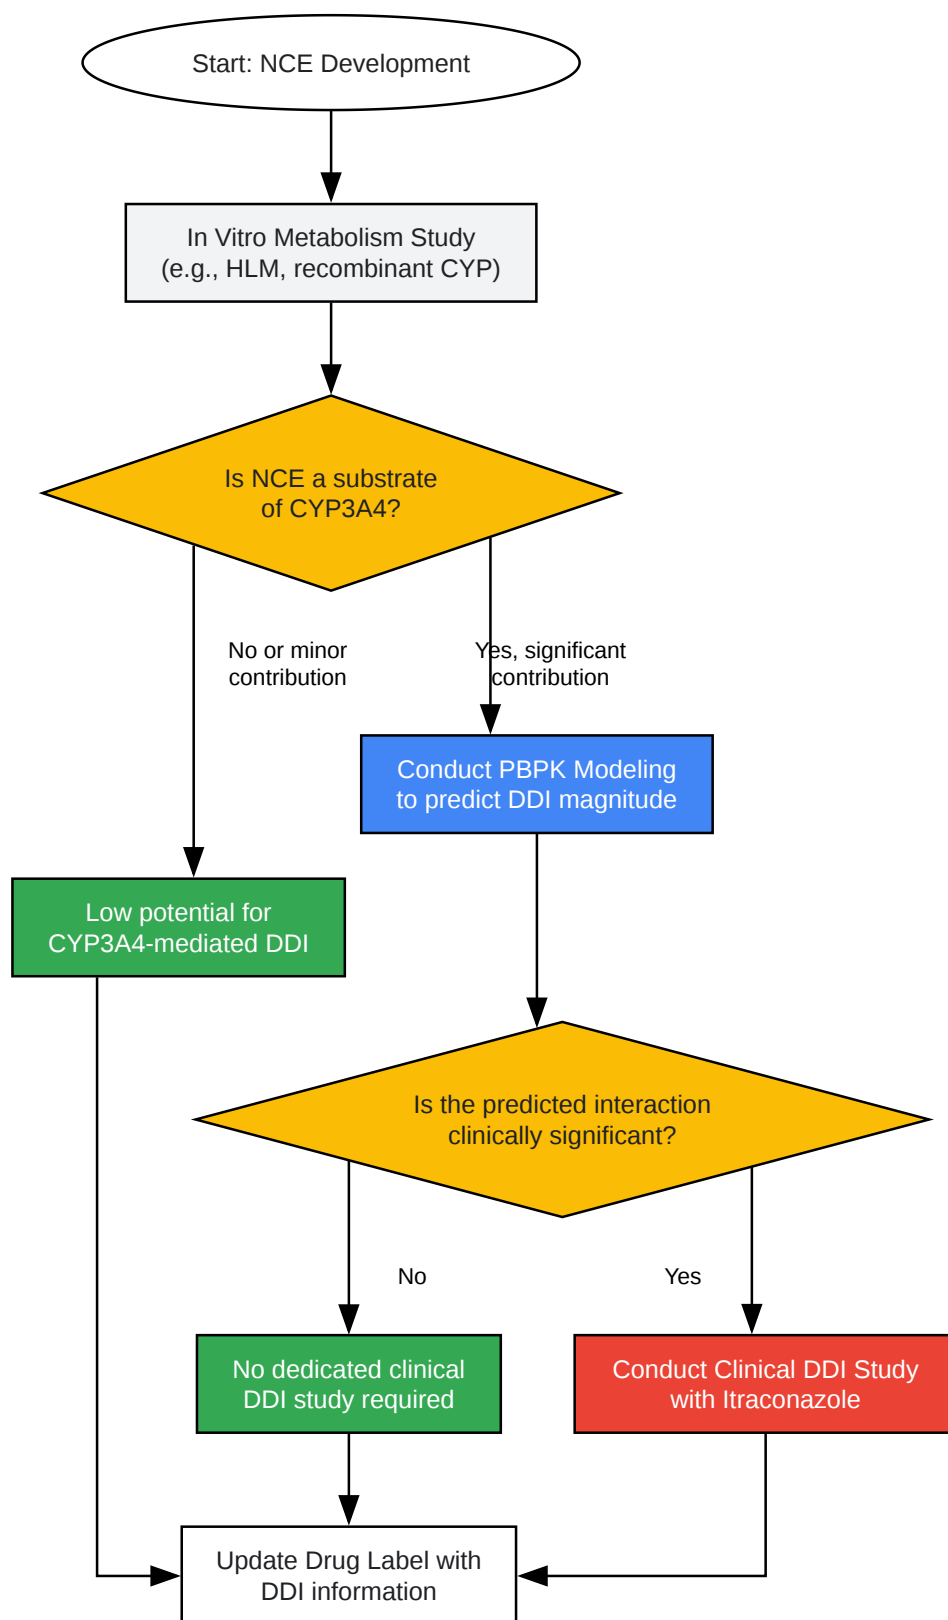 Start: NCE Development
In Vitro Metabolism Study
(e.g., HLM, recombinant CYP)
Is NCE a substrate
of CYP3A4?
No or minor
contribution
Yes, significant
contribution
Conduct PBPK Modeling
to predict DDI magnitude
Low potential for
CYP3A4-mediated DDI
Is the predicted interaction
clinically significant?
No
Yes
No dedicated clinical
DDI study required
Conduct Clinical DDI Study
with Itraconazole
Update Drug Label with
DDI information